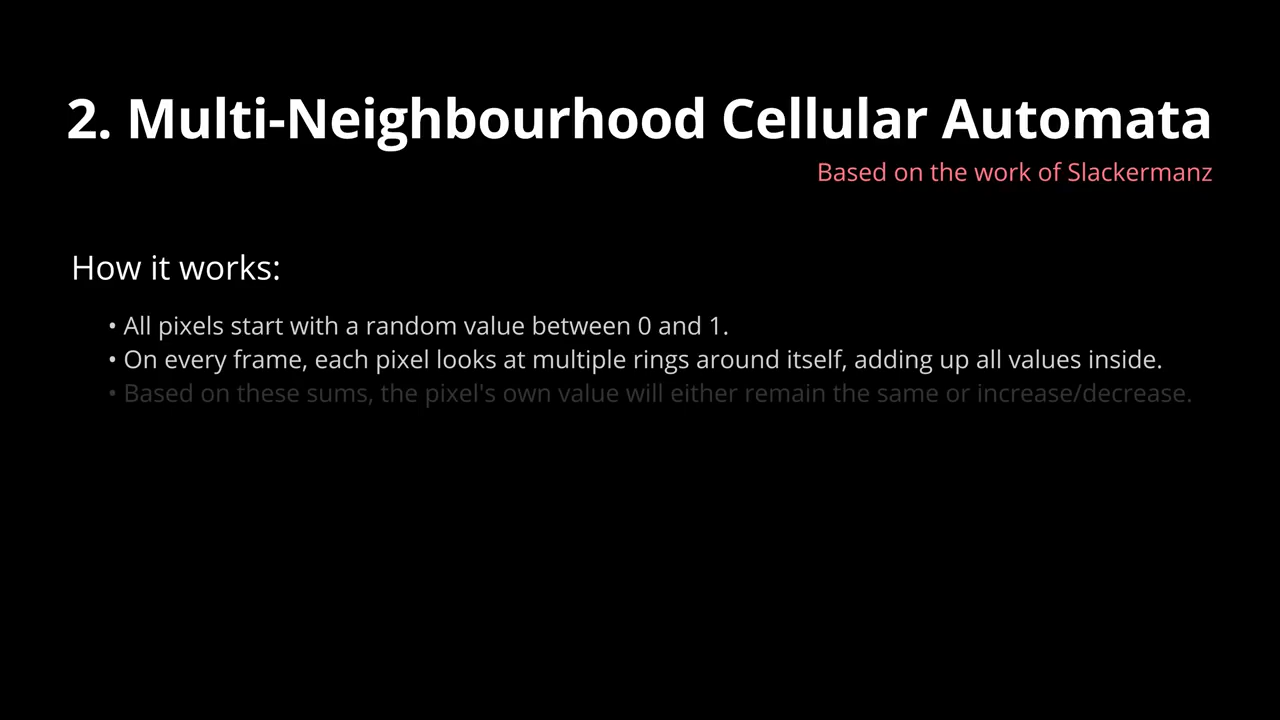 2. Multi-Neighbourhood Cellular Automata
Based on the work of Slackermanz
How it works:
• All pixels start with a random value between 0 and 1.
• On every frame, each pixel looks at multiple rings around itself, adding up all values inside.
• Based on these sums, the pixel's own value will either remain the same or increase/decrease.